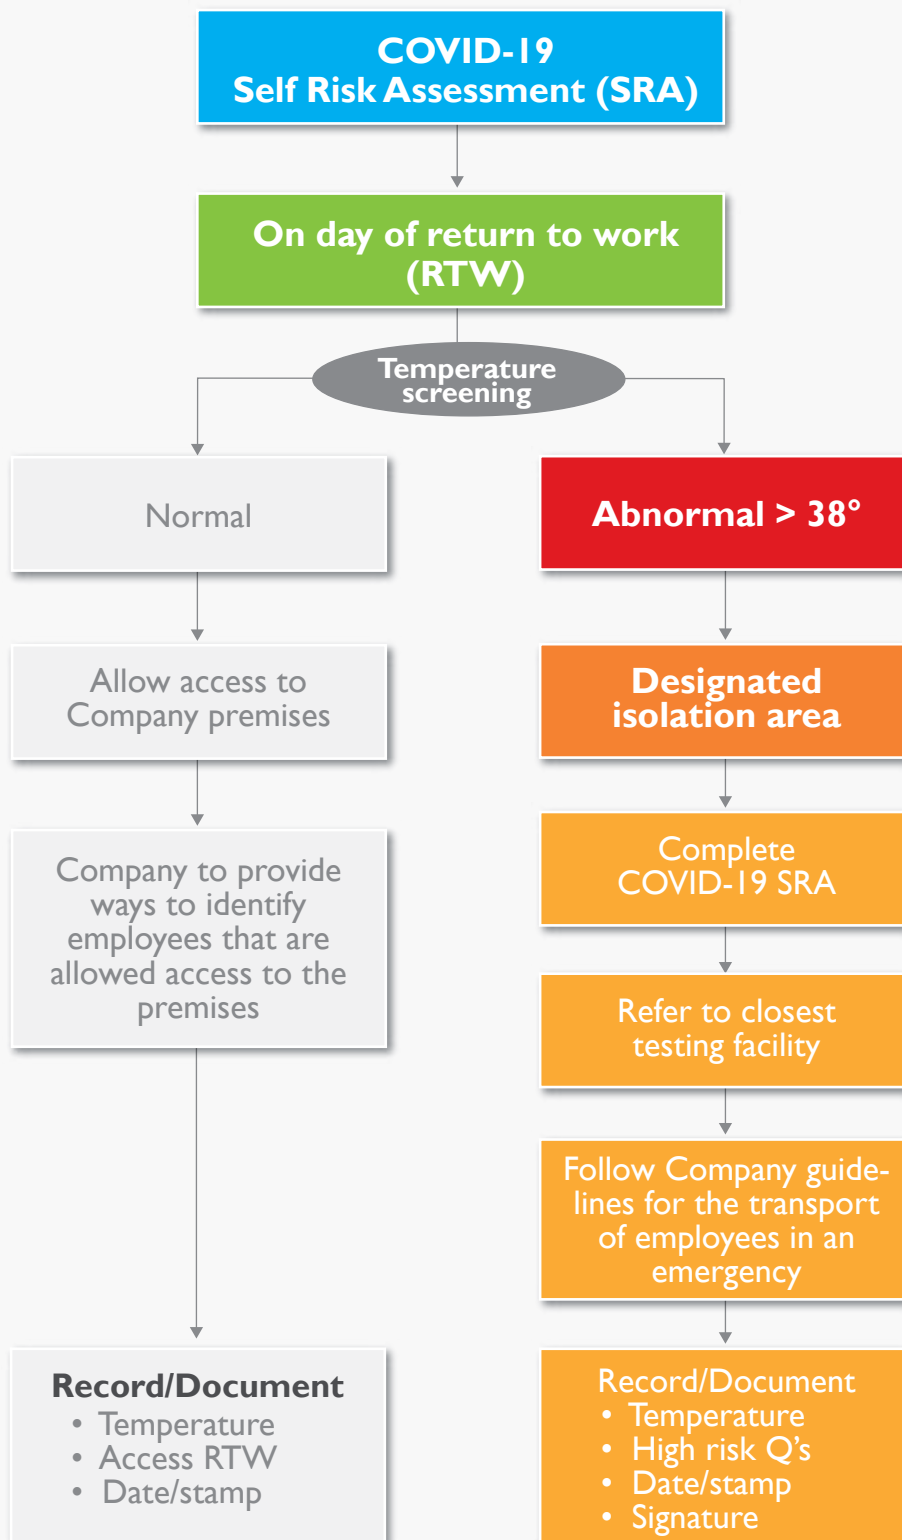 COVID-19
Self Risk Assessment (SRA)
On day of return to work
(RTW)
Temperature
screening
Normal
Abnormal > 38°
Allow access to
Company premises
Designated
isolation area
Company to provide
ways to identify
employees that are
allowed access to the
premises
Complete
COVID-19 SRA
Refer to closest
testing facility
Follow Company guide-
lines for the transport
of employees in an
emergency
Record/Document
• Temperature
• Access RTW
• Date/stamp
Record/Document
• Temperature
• High risk Q's
• Date/stamp
• Signature